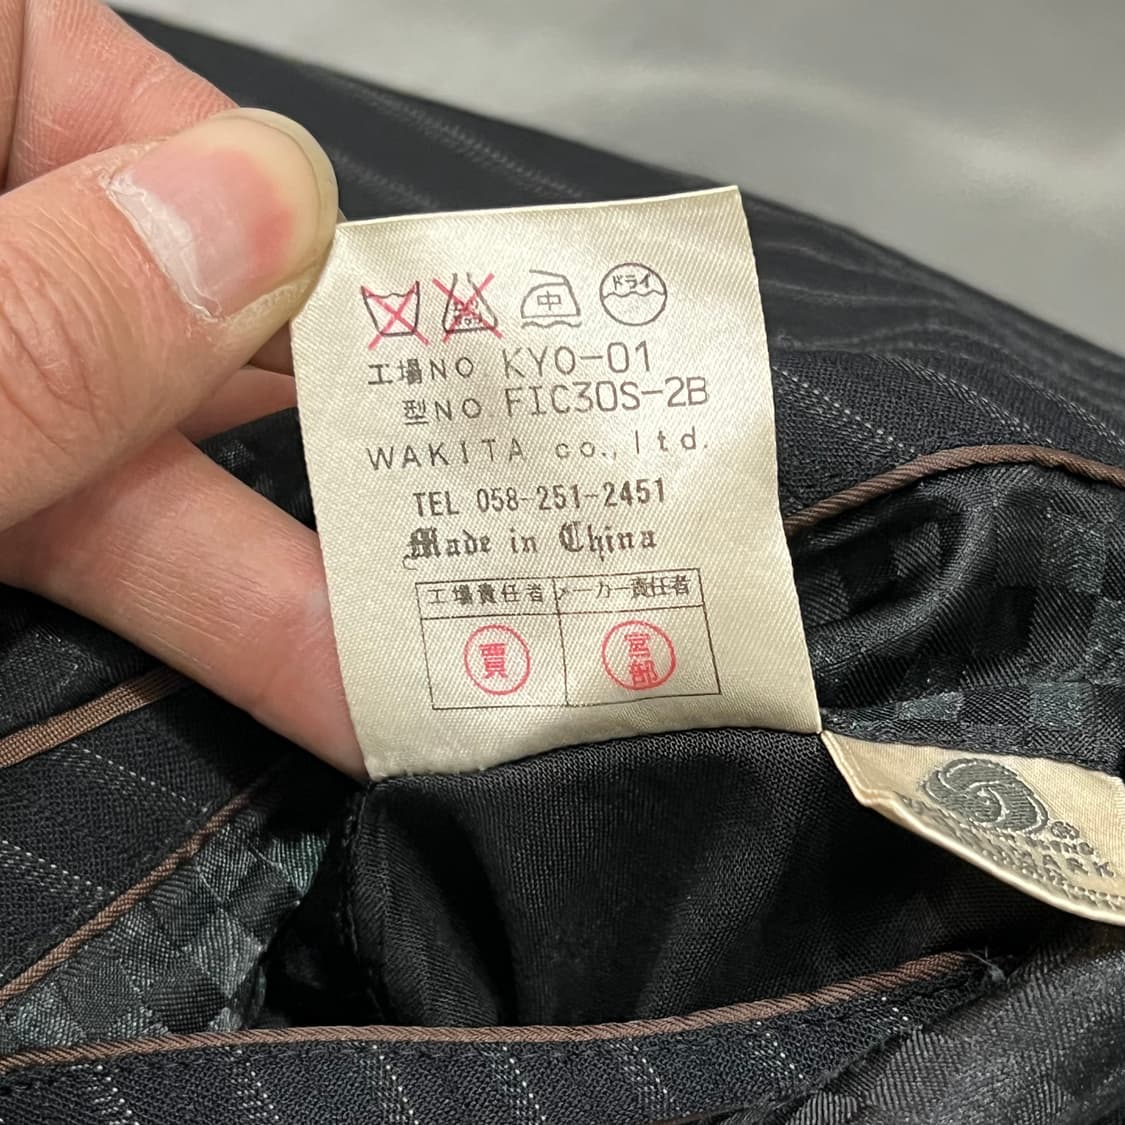 中 ドライ
工場NO. KYO-01
型NO. FIC30S-2B
WAKITA co., ltd.
TEL 058-251-2451
Made in China
工場責任者 メーカー責任者
賈 宮部